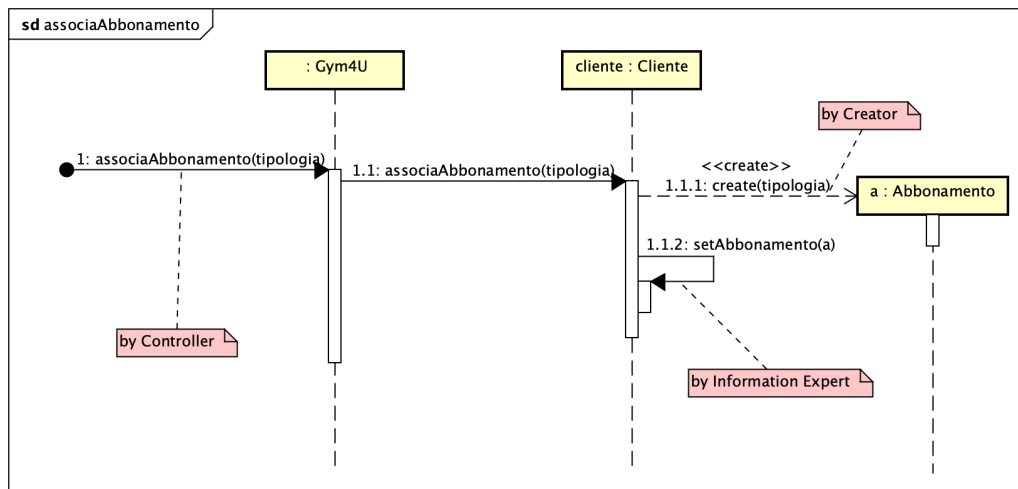 sd associaAbbonamento
: Gym4U
cliente : Cliente
by Creator
1: associaAbbonamento(tipologia)
1.1: associaAbbonamento(tipologia)
<<create>>
1.1.1: create(tipologia)
a : Abbonamento
1.1.2: setAbbonamento(a)
by Controller
by Information Expert